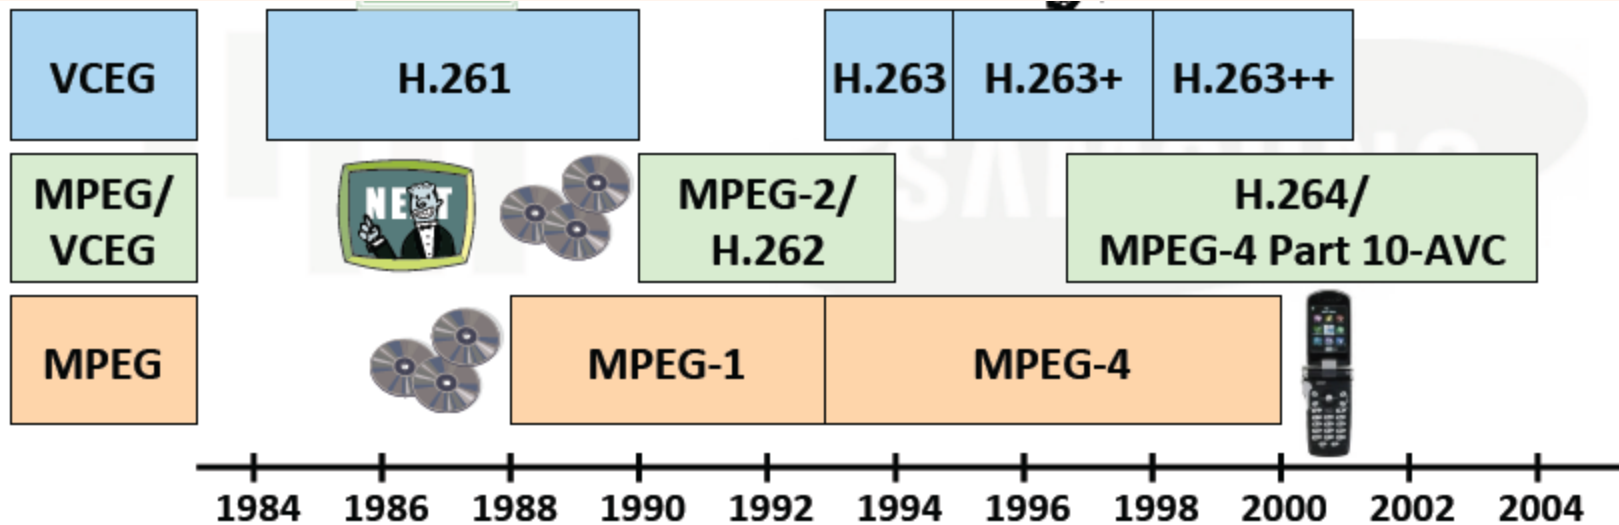 VCEG
H.261
H.263
H.263+
H.263++
MPEG/
VCEG
NEXT
MPEG-2/
H.262
H.264/
MPEG-4 Part 10-AVC
MPEG
MPEG-1
MPEG-4
1984 1986 1988 1990 1992 1994 1996 1998 2000 2002 2004